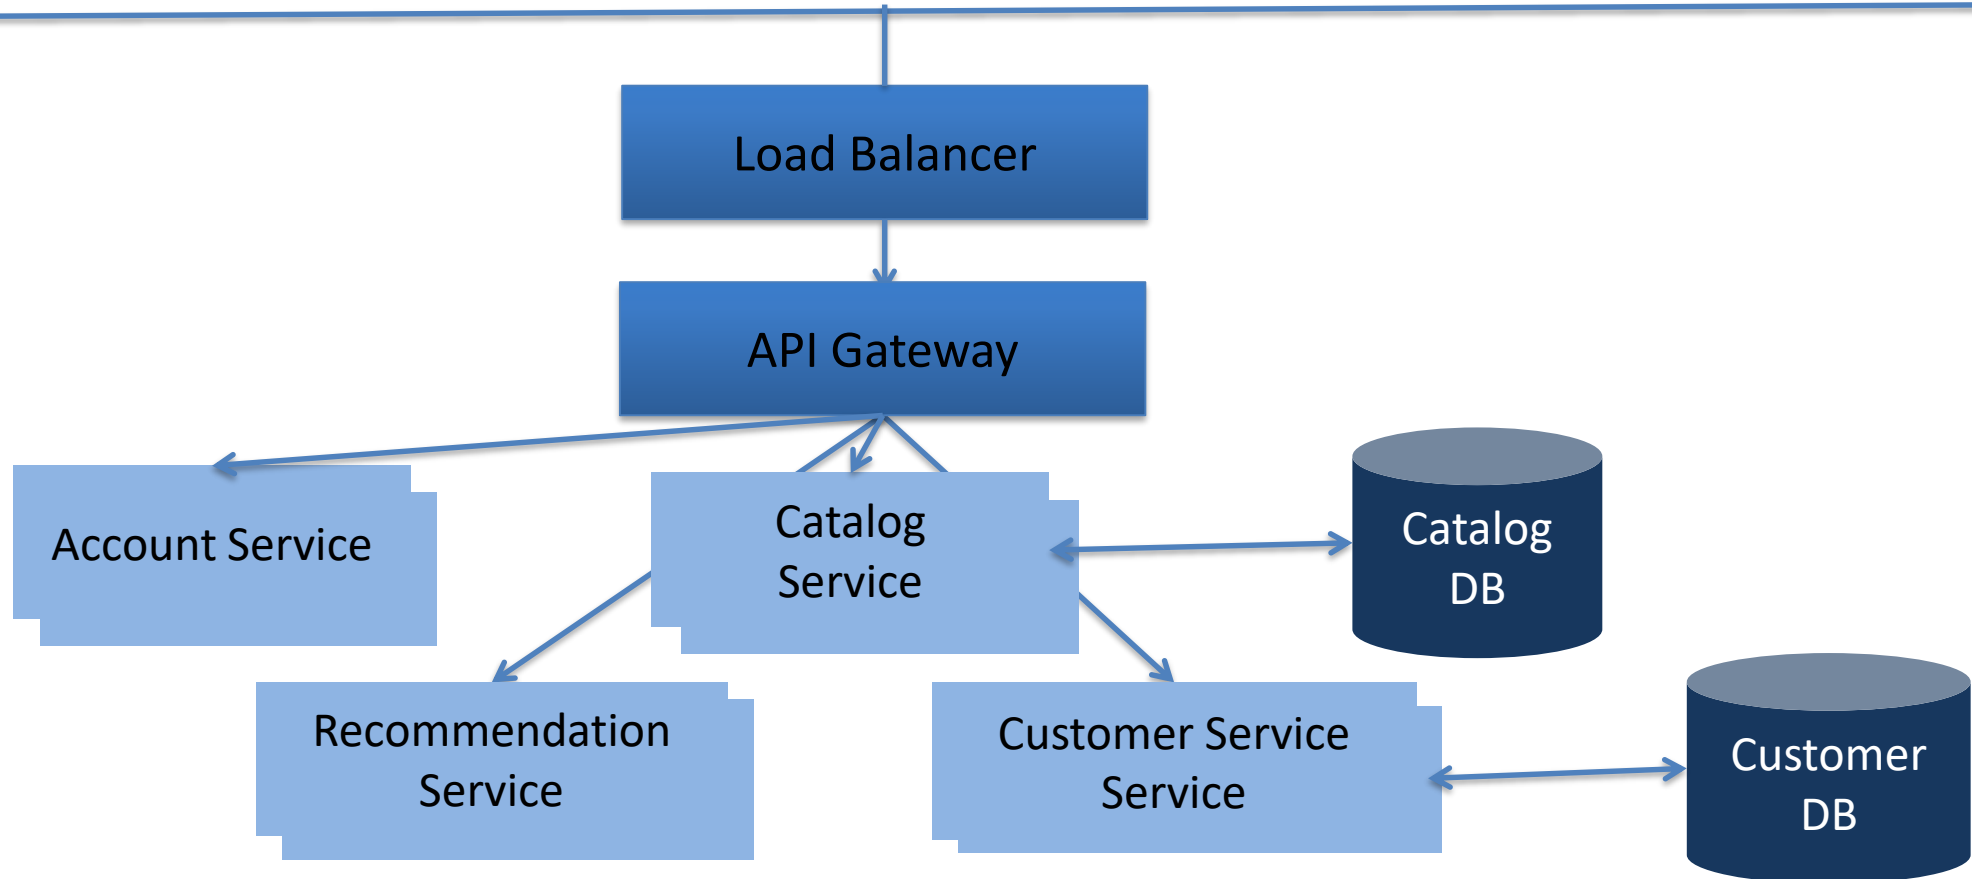 Load Balancer
API Gateway
Account Service
Catalog
Service
Catalog
DB
Recommendation
Service
Customer Service
Service
Customer
DB